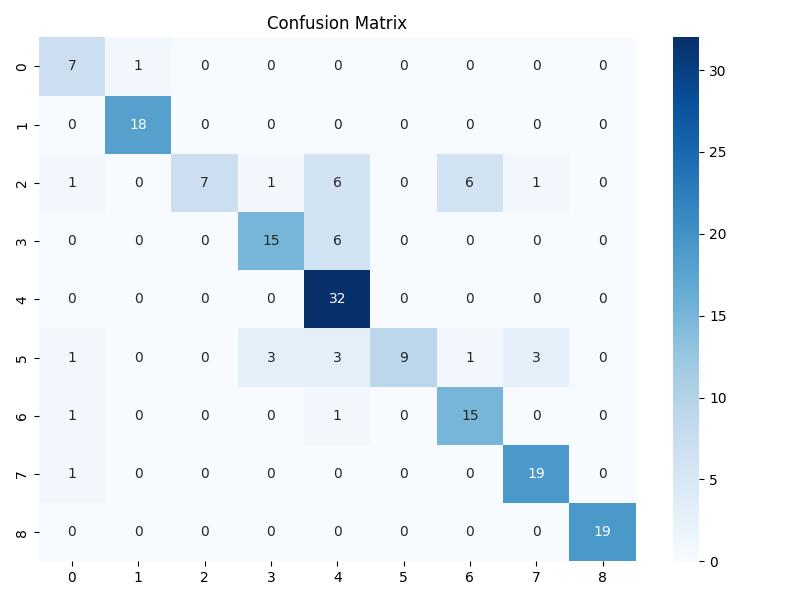 Confusion Matrix
0 7 1 0 0 0 0 0 0 0
1 0 18 0 0 0 0 0 0 0
2 1 0 7 1 6 0 6 1 0
3 0 0 0 15 6 0 0 0 0
4 0 0 0 0 32 0 0 0 0
5 1 0 0 3 3 9 1 3 0
6 1 0 0 0 1 0 15 0 0
7 1 0 0 0 0 0 0 19 0
8 0 0 0 0 0 0 0 0 19
0 1 2 3 4 5 6 7 8
30
25
20
15
10
5
0